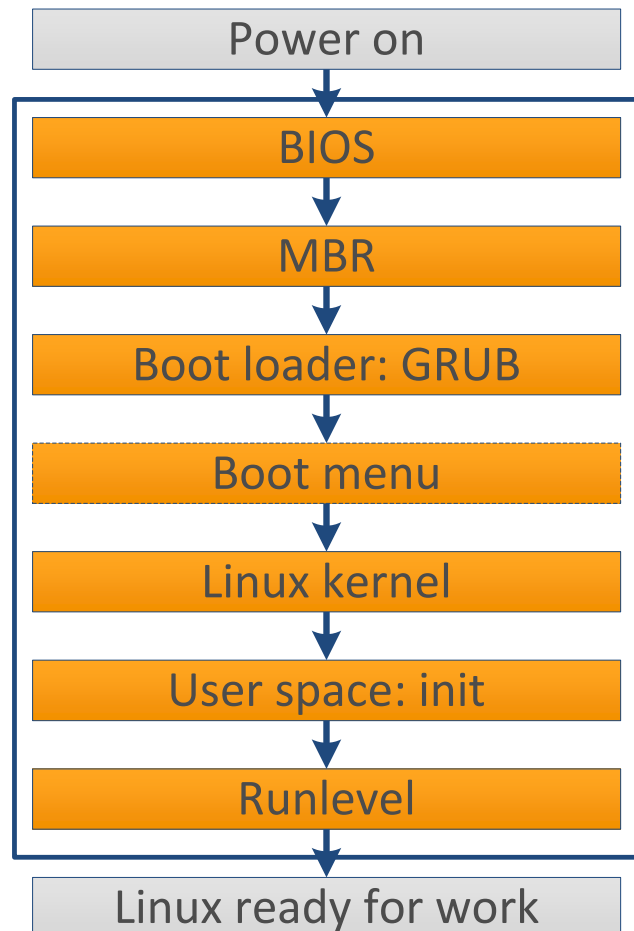 Power on
BIOS
MBR
Boot loader: GRUB
Boot menu
Linux kernel
User space: init
Runlevel
Linux ready for work